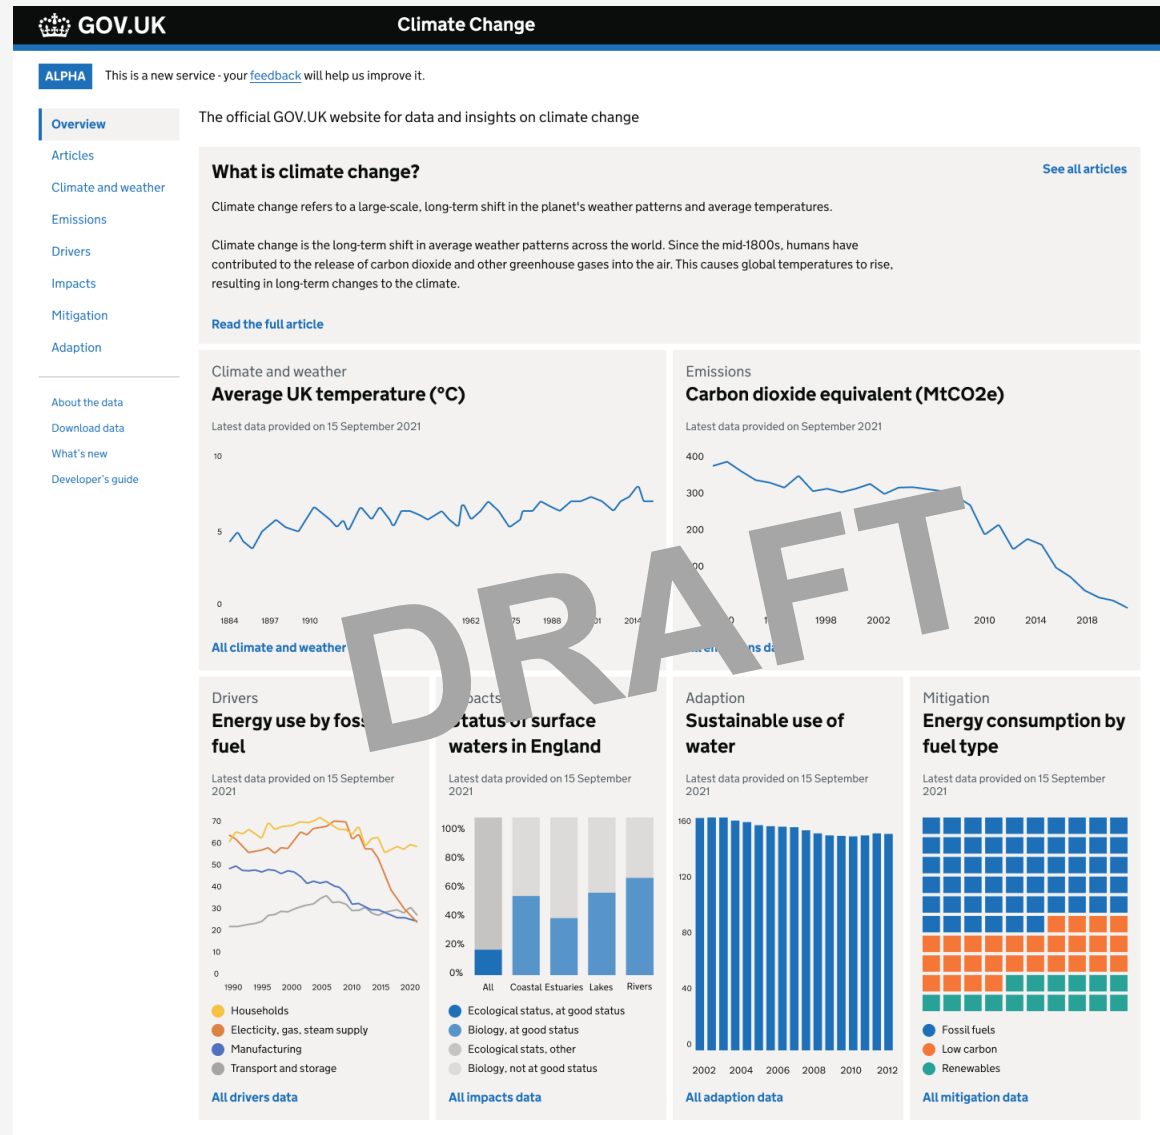 GOV.UK
Climate Change
ALPHA This is a new service - your feedback will help us improve it.
Overview
Articles
Climate and weather
Emissions
Drivers
Impacts
Mitigation
Adaption
About the data
Download data
What's new
Developer's guide
The official GOV.UK website for data and insights on climate change
What is climate change?
See all articles
Climate change refers to a large-scale, long-term shift in the planet's weather patterns and average temperatures.
Climate change is the long-term shift in average weather patterns across the world. Since the mid-1800s, humans have
contributed to the release of carbon dioxide and other greenhouse gases into the air. This causes global temperatures to rise,
resulting in long-term changes to the climate.
Read the full article
Climate and weather
Average UK temperature (°C)
Latest data provided on 15 September 2021
10
5
0
1884 1897 1910 1962 1988 2014
All climate and weather
Emissions
Carbon dioxide equivalent (MtCO2e)
Latest data provided on September 2021
400
300
200
1998 2002 2010 2014 2018
DRAFT
Drivers
Energy use by
fuel
Latest data provided on 15 September
2021
70
60
50
40
30
20
10
0
1990 1995 2000 2005 2010 2015 2020
Households
Electicity, gas, steam supply
Manufacturing
Transport and storage
All drivers data
Status of surface
waters in England
Latest data provided on 15 September
2021
100%
80%
60%
40%
20%
0%
All Coastal Estuaries Lakes Rivers
Ecological status, at good status
Biology, at good status
Ecological stats, other
Biology, not at good status
All impacts data
Adaption
Sustainable use of
water
Latest data provided on 15 September
2021
160
120
80
40
0
2002 2004 2006 2008 2010 2012
All adaption data
Mitigation
Energy consumption by
fuel type
Latest data provided on 15 September
2021
Fossil fuels
Low carbon
Renewables
All mitigation data